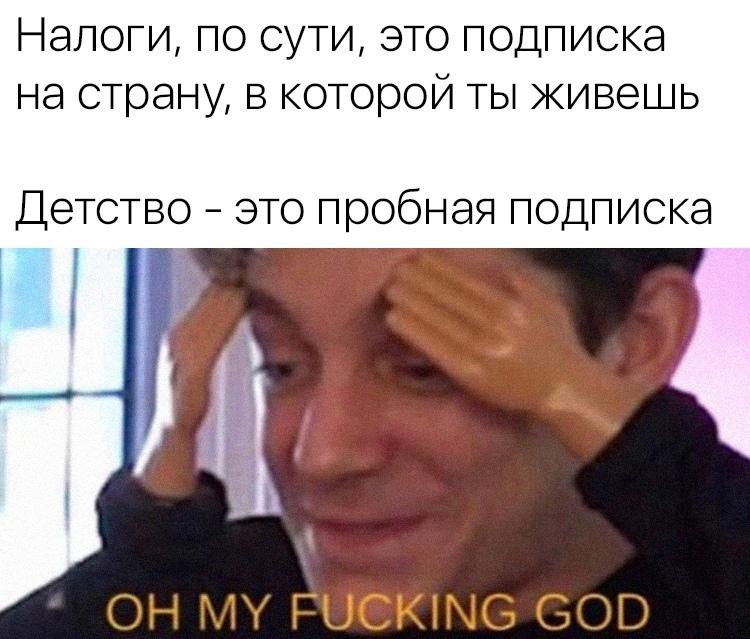 Налоги, по сути, это подписка
на страну, в которой ты живешь
Детство - это пробная подписка
OH MY FUCKING GOD